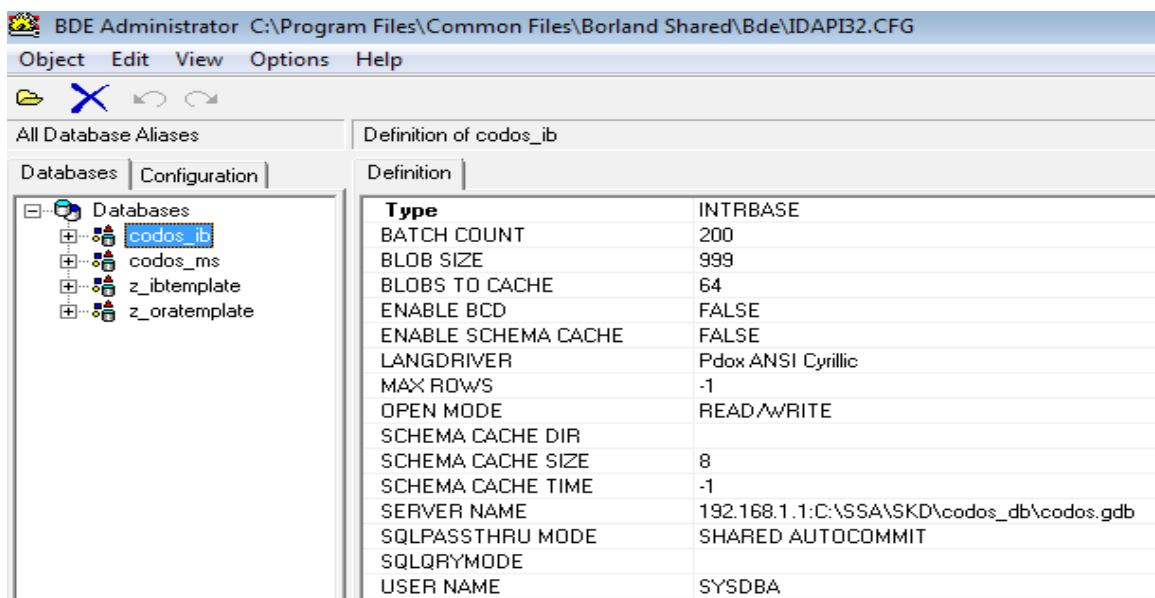 BDE Administrator C:\Program Files\Common Files\Borland Shared\Bde\IDAPI32.CFG
Object Edit View Options Help
All Database Aliases
Definition of codos_ib
Databases Configuration
Definition
Databases
codos_ib
codos_ms
z_ibtemplate
z_oratemplate
Type INTRBASE
BATCH COUNT 200
BLOB SIZE 999
BLOBS TO CACHE 64
ENABLE BCD FALSE
ENABLE SCHEMA CACHE FALSE
LANGDRIVER Pdox ANSI Cyrillic
MAX ROWS -1
OPEN MODE READ/WRITE
SCHEMA CACHE DIR
SCHEMA CACHE SIZE 8
SCHEMA CACHE TIME -1
SERVER NAME 192.168.1.1:C:\SSA\SKD\codos_db\codos.gdb
SQLPASSTHRU MODE SHARED AUTOCOMMIT
SQLQRYMODE
USER NAME SYSDBA